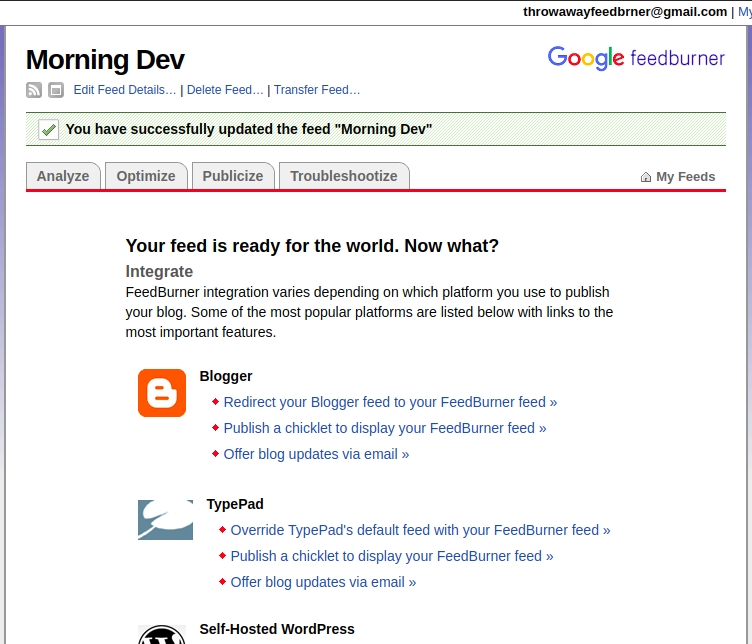 throwawayfeedbrner@gmail.com | My
Morning Dev
Google feedburner
Edit Feed Details… | Delete Feed… | Transfer Feed…
You have successfully updated the feed "Morning Dev"
Analyze Optimize Publicize Troubleshootize My Feeds
Your feed is ready for the world. Now what?
Integrate
FeedBurner integration varies depending on which platform you use to publish
your blog. Some of the most popular platforms are listed below with links to the
most important features.
Blogger
Redirect your Blogger feed to your FeedBurner feed »
Publish a chicklet to display your FeedBurner feed »
Offer blog updates via email »
TypePad
Override TypePad's default feed with your FeedBurner feed »
Publish a chicklet to display your FeedBurner feed »
Offer blog updates via email »
Self-Hosted WordPress